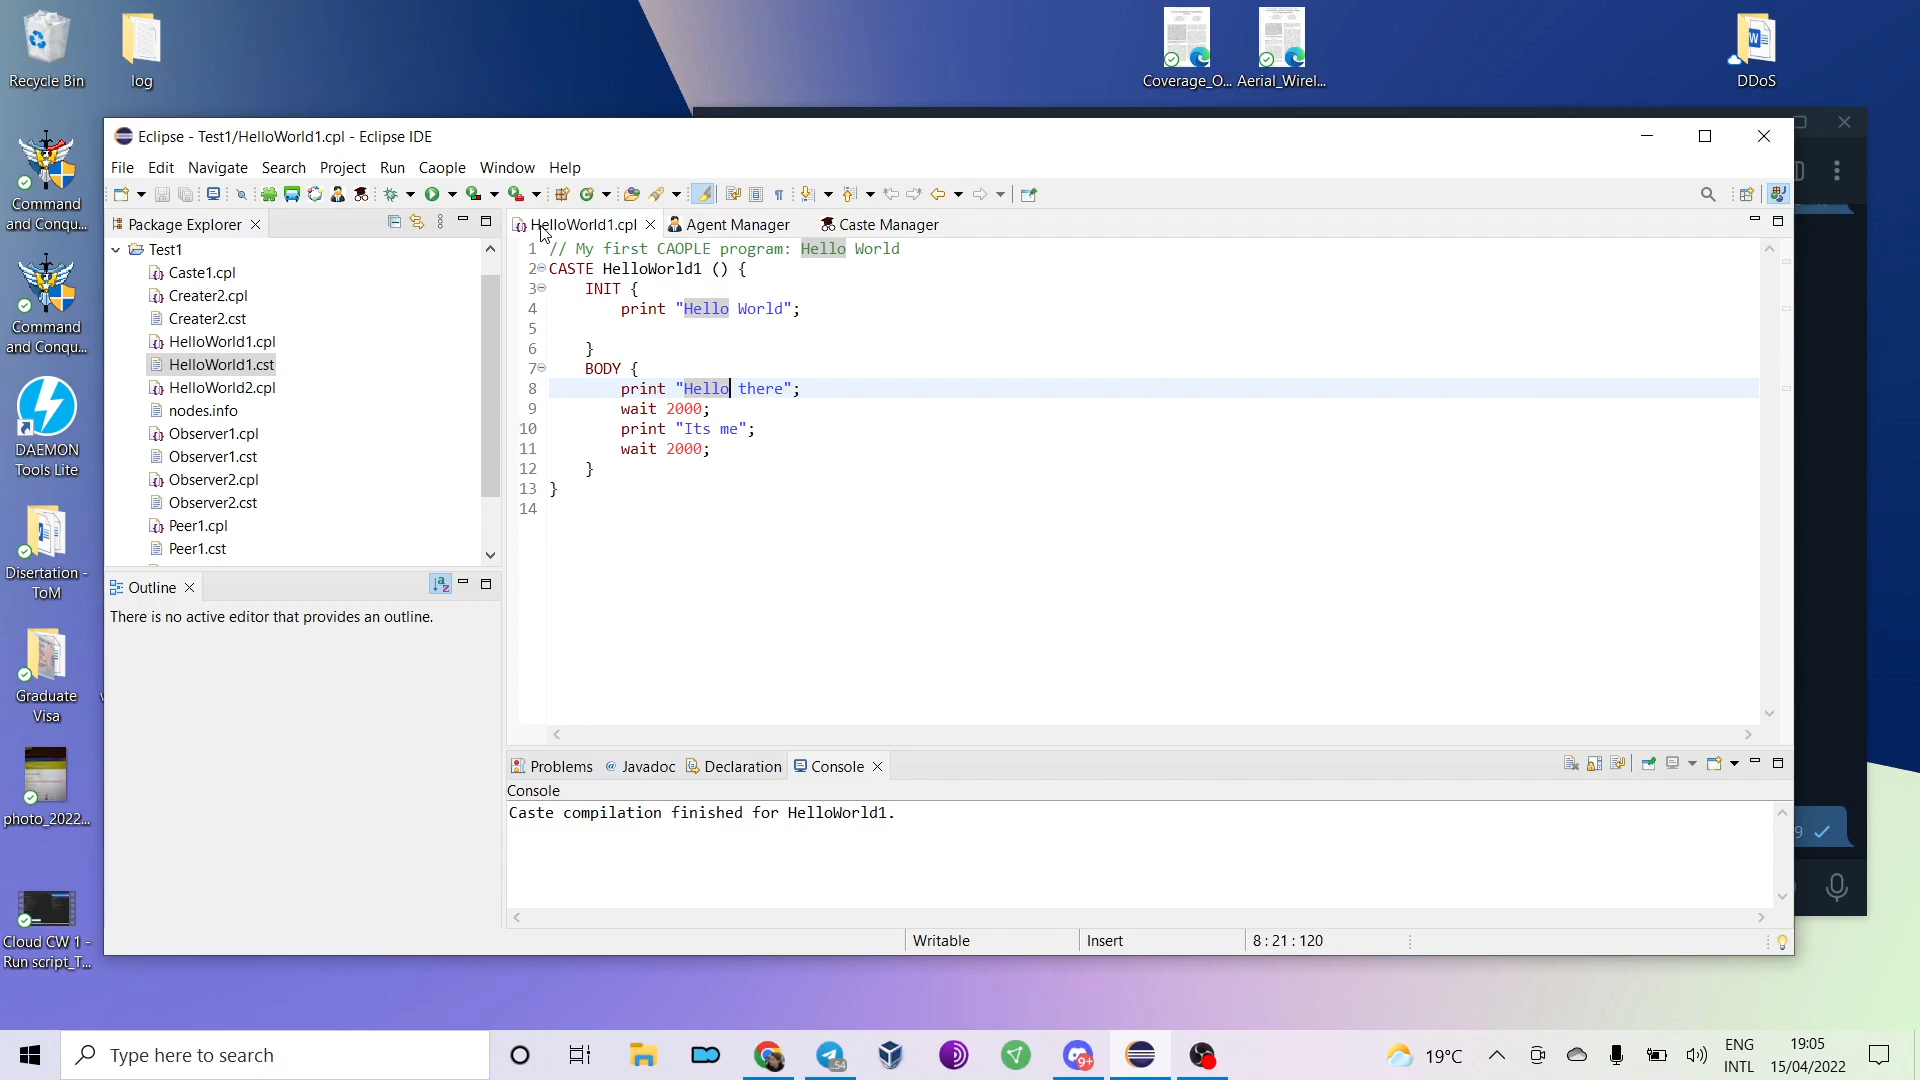 Recycle Bin
log
Coverage_O...
Aerial_Wirel...
DDoS
Command
and Conqu...
Command
and Conqu...
DAEMON
Tools Lite
Disertation -
ToM
Graduate
Visa
photo_2022...
Cloud CW 1 -
Run script_T...
Eclipse - Test1/HelloWorld1.cpl - Eclipse IDE
File Edit Navigate Search Project Run Caople Window Help
Package Explorer
Test1
Caste1.cpl
Creater2.cpl
Creater2.cst
HelloWorld1.cpl
HelloWorld1.cst
HelloWorld2.cpl
nodes.info
Observer1.cpl
Observer1.cst
Observer2.cpl
Observer2.cst
Peer1.cpl
Peer1.cst
Outline
There is no active editor that provides an outline.
HelloWorld1.cpl Agent Manager Caste Manager
1 // My first CAOPLE program: Hello World
2 CASTE HelloWorld1 () {
3 INIT {
4 print "Hello World";
5
6 }
7 BODY {
8 print "Hello there";
9 wait 2000;
10 print "Its me";
11 wait 2000;
12 }
13 }
14
Problems @ Javadoc Declaration Console
Console
Caste compilation finished for HelloWorld1.
Writable Insert 8 : 21 : 120
9
Type here to search
54
9+
19°C
ENG
INTL
19:05
15/04/2022